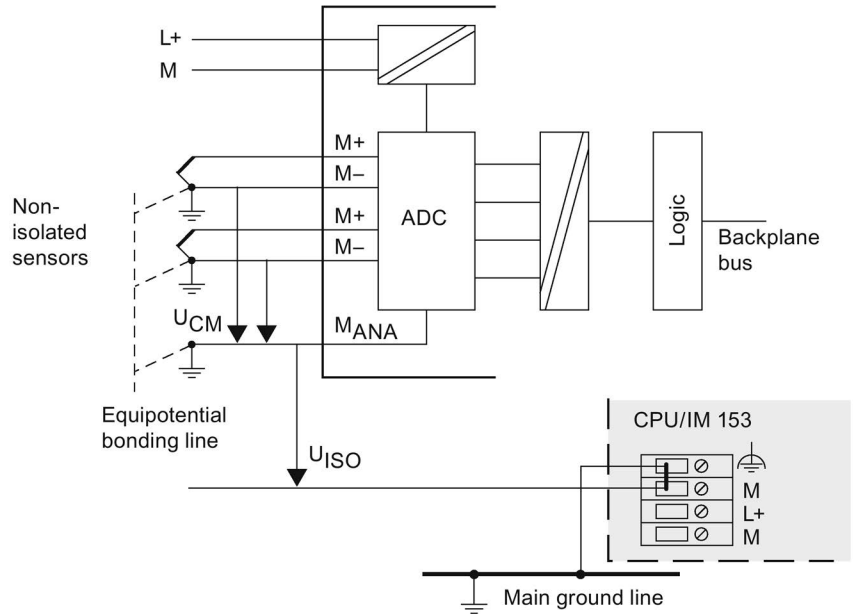 L+
M
M+
M–
M+
M–
ADC
Logic
Backplane
bus
Non-
isolated
sensors
UCM
MANA
Equipotential
bonding line
UISO
CPU/IM 153
M
L+
M
Main ground line